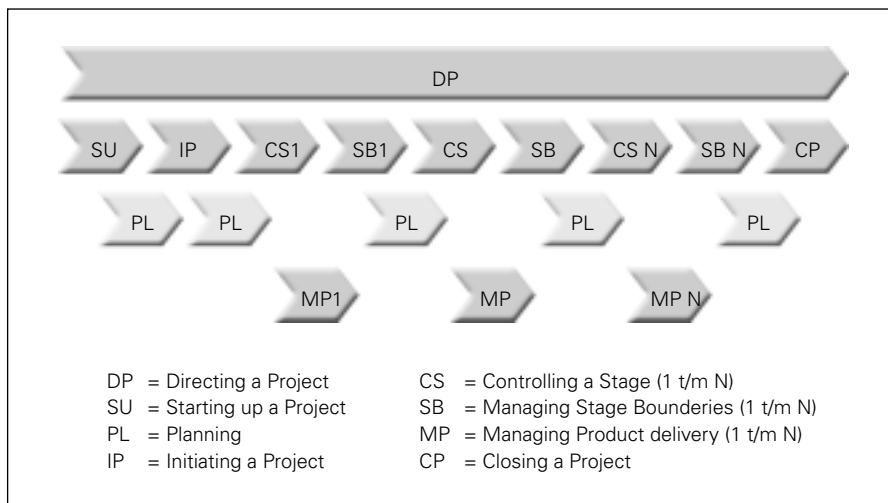 DP
SU IP CS1 SB1 CS SB CS N SB N CP
PL PL PL PL PL
MP1 MP MP N
DP = Directing a Project
SU = Starting up a Project
PL = Planning
IP = Initiating a Project
CS = Controlling a Stage (1 t/m N)
SB = Managing Stage Bounderies (1 t/m N)
MP = Managing Product delivery (1 t/m N)
CP = Closing a Project